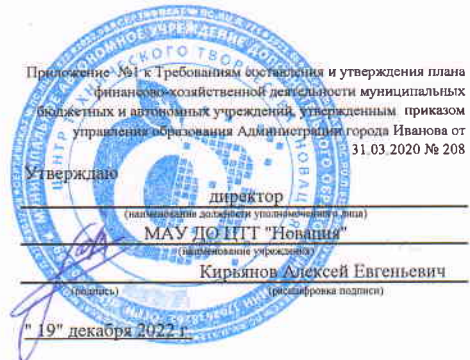 Приложение №1 к Требованиям составления и утверждения плана
финансово-хозяйственной деятельности муниципальных
бюджетных и автономных учреждений, утвержденным приказом
управления образования Администрации города Иванова от
31.03.2020 № 208
Утверждаю
директор
(наименование должности уполномоченного лица)
МАУ ДО ЦТТ "Новация"
(наименование учреждения)
Кирьянов Алексей Евгеньевич
(подпись) (расшифровка подписи)
" 19" декабря 2022 г.